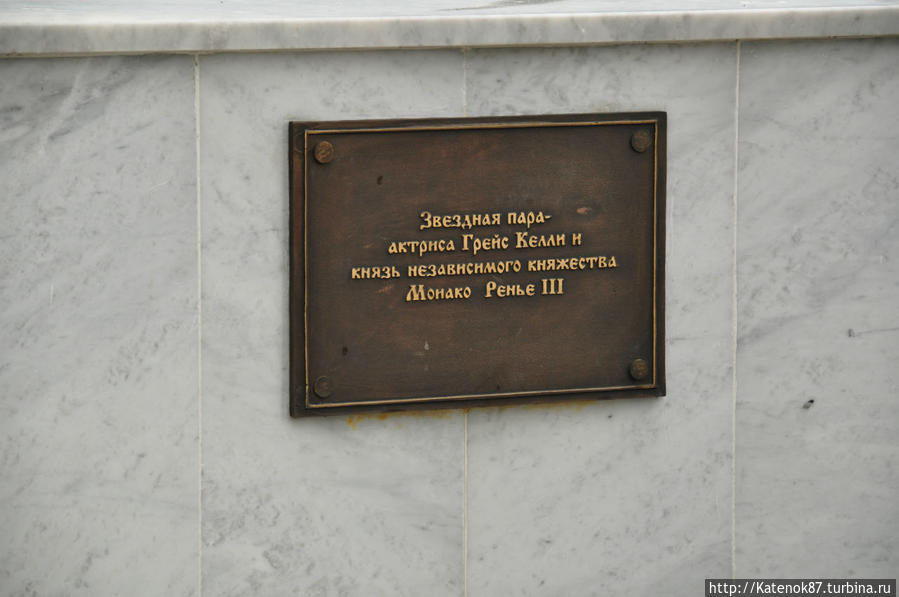 Звездная пара-
актриса Грейс Келли и
князь независимого княжества
Монако Ренье III
http://Katenok87.turbina.ru